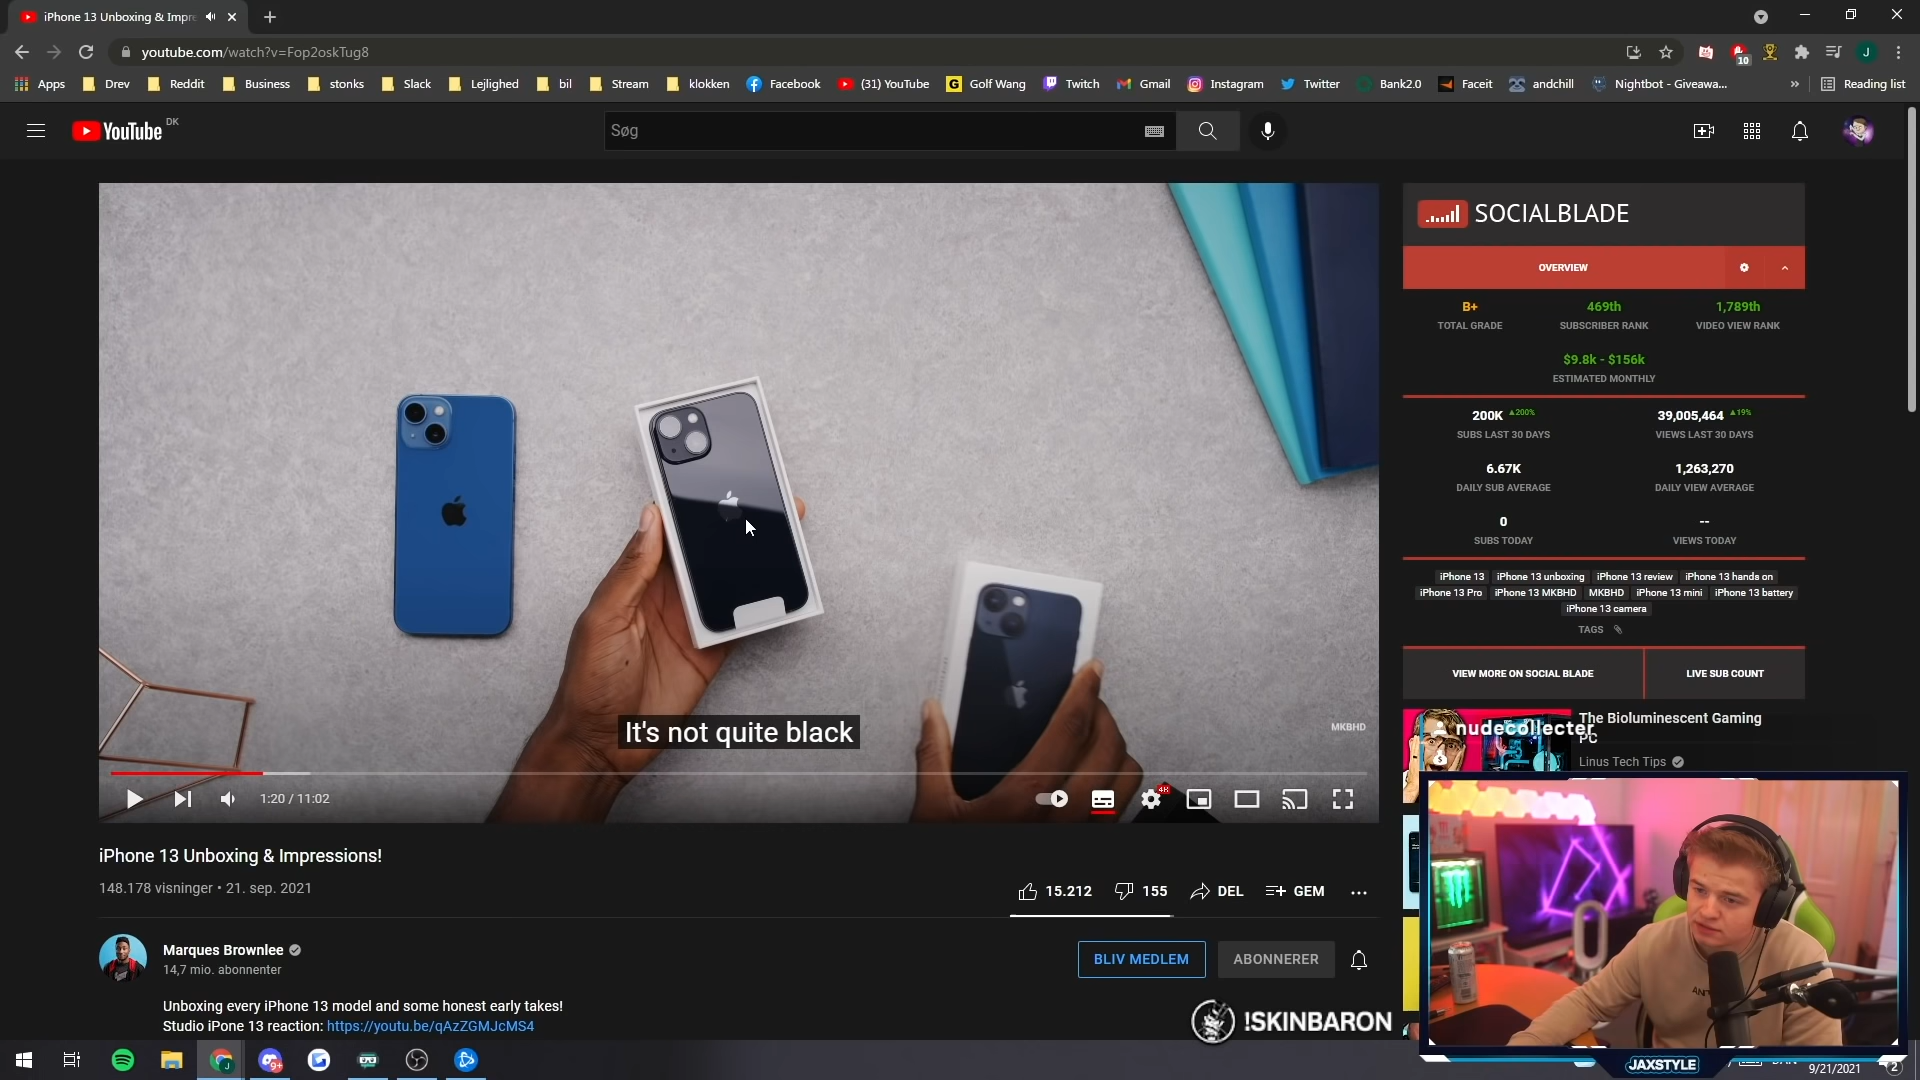 iPhone 13 Unboxing & Impre
youtube.com/watch?v=Fop2oskTug8
10
J
Apps Drev Reddit Business stonks Slack Lejlighed bil Stream klokken Facebook (31) YouTube Golf Wang Twitch Gmail Instagram Twitter Bank2.0 Faceit andchill Nightbot - Giveawa... » Reading list
YouTube DK
Søg
It's not quite black
MKBHD
1:20 / 11:02
4K
iPhone 13 Unboxing & Impressions!
148.178 visninger • 21. sep. 2021
15.212 155 DEL GEM
Marques Brownlee
14,7 mio. abonnenter
BLIV MEDLEM ABONNERER
Unboxing every iPhone 13 model and some honest early takes!
Studio iPone 13 reaction: https://youtu.be/qAzZGMJcMS4
SOCIALBLADE
OVERVIEW
B+ 469th 1,789th
TOTAL GRADE SUBSCRIBER RANK VIDEO VIEW RANK
$9.8k - $156k
ESTIMATED MONTHLY
200K ▲200% 39,005,464 ▲19%
SUBS LAST 30 DAYS VIEWS LAST 30 DAYS
6.67K 1,263,270
DAILY SUB AVERAGE DAILY VIEW AVERAGE
0 --
SUBS TODAY VIEWS TODAY
iPhone 13 iPhone 13 unboxing iPhone 13 review iPhone 13 hands on
iPhone 13 Pro iPhone 13 MKBHD MKBHD iPhone 13 mini iPhone 13 battery
iPhone 13 camera
TAGS
VIEW MORE ON SOCIAL BLADE LIVE SUB COUNT
The Bioluminescent Gaming
PC
nudecollecter
Linus Tech Tips
!SKINBARON
JAXSTYLE
9+
DAN
9/21/2021
2